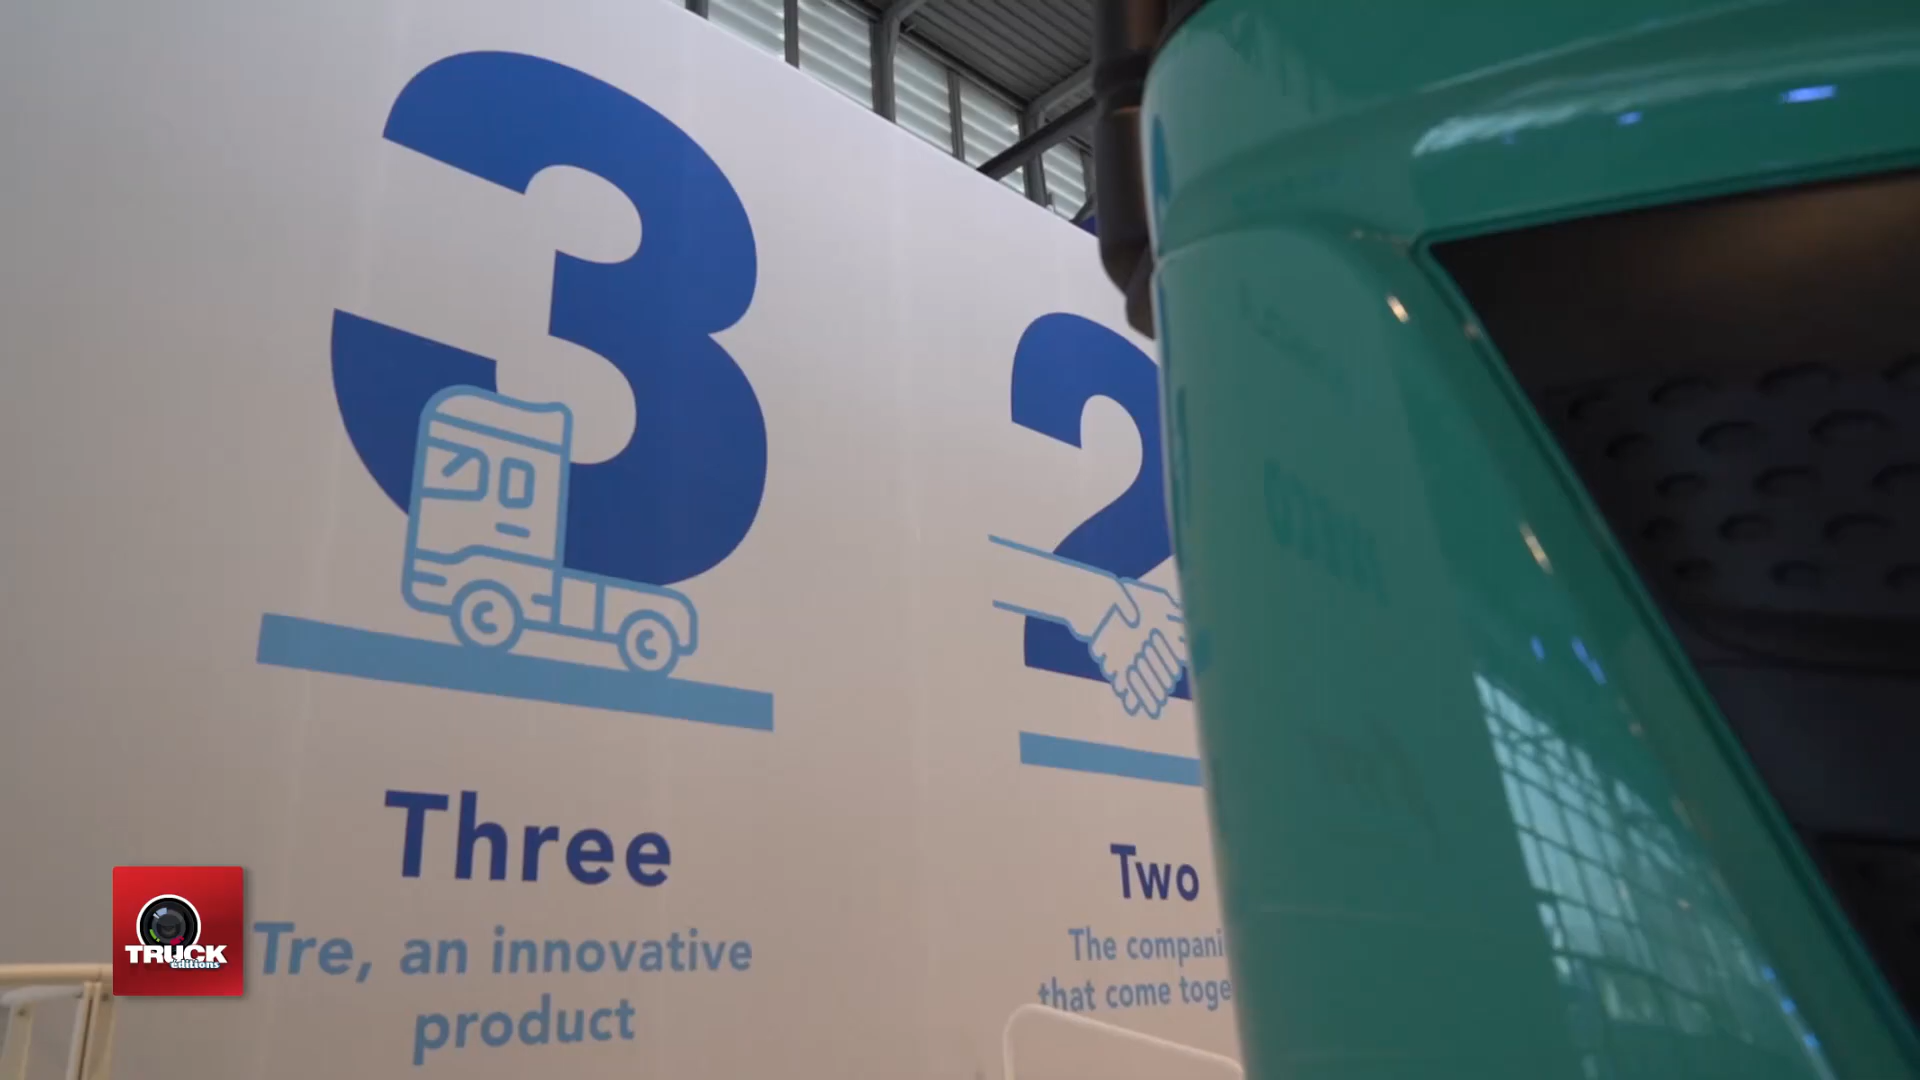 3
Three
Tre, an innovative
product
2
Two
The compani
that come toge
TRUCK
editions